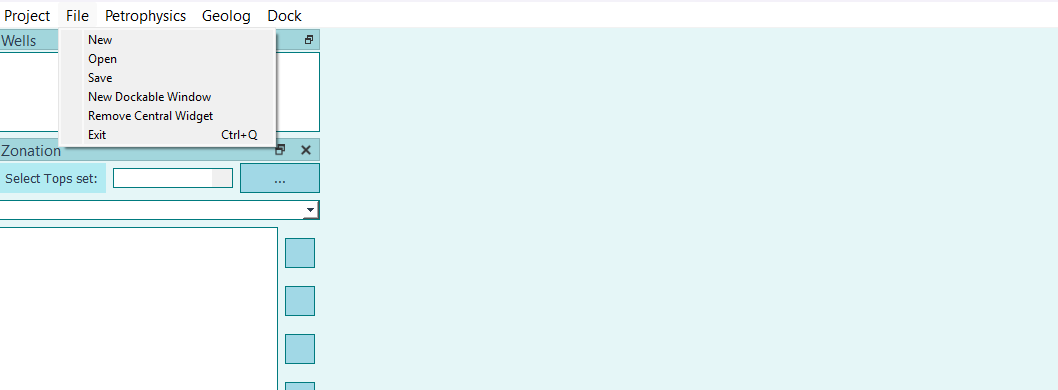 Project File Petrophysics Geolog Dock
Wells
New
Open
Save
New Dockable Window
Remove Central Widget
Exit Ctrl+Q
Zonation
Select Tops set: ...